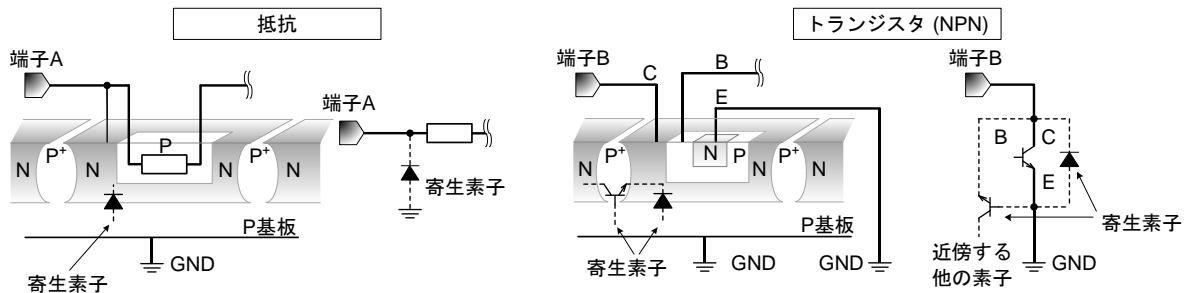 抵抗
端子A
P
N
P+
N
P+
N
P基板
寄生素子
GND
端子A
寄生素子
トランジスタ (NPN)
端子B
C
B
E
N
P+
N
N
P
P+
N
P基板
寄生素子
GND
GND
端子B
B
C
E
寄生素子
近傍する
他の素子
GND